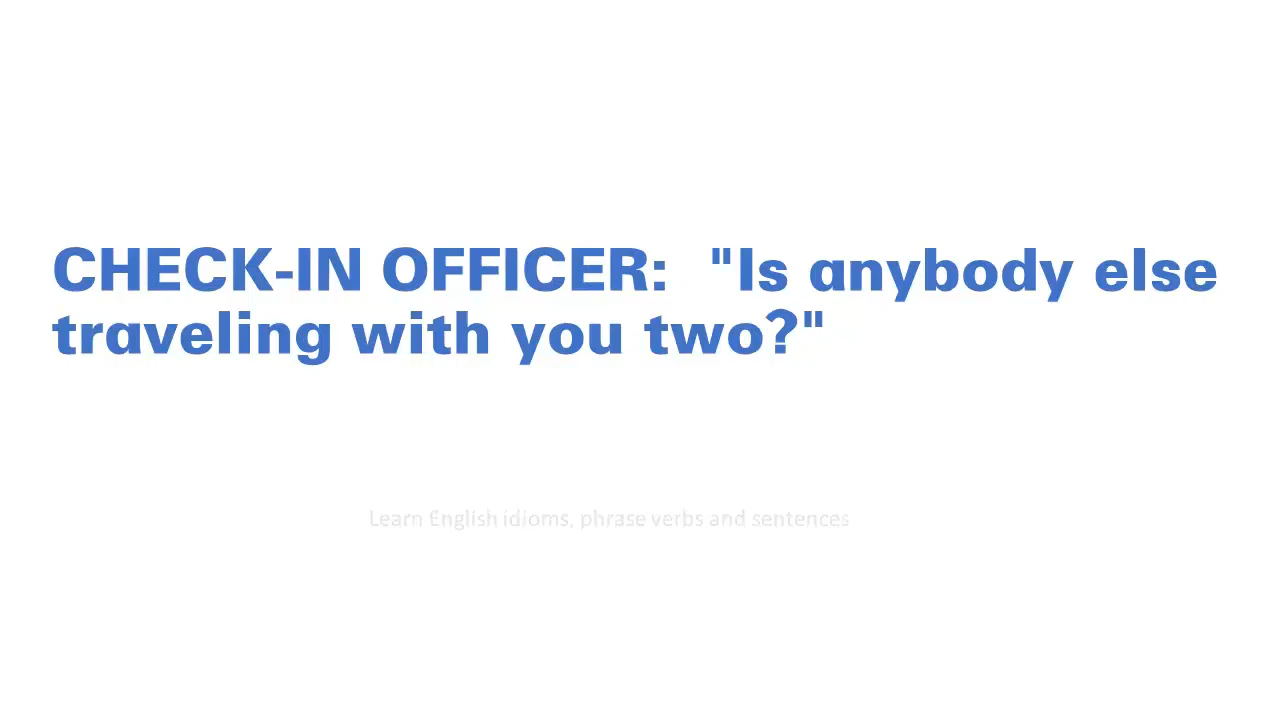 CHECK-IN OFFICER:  "Is anybody else
traveling with you two?"
Learn English idioms, phrase verbs and sentences